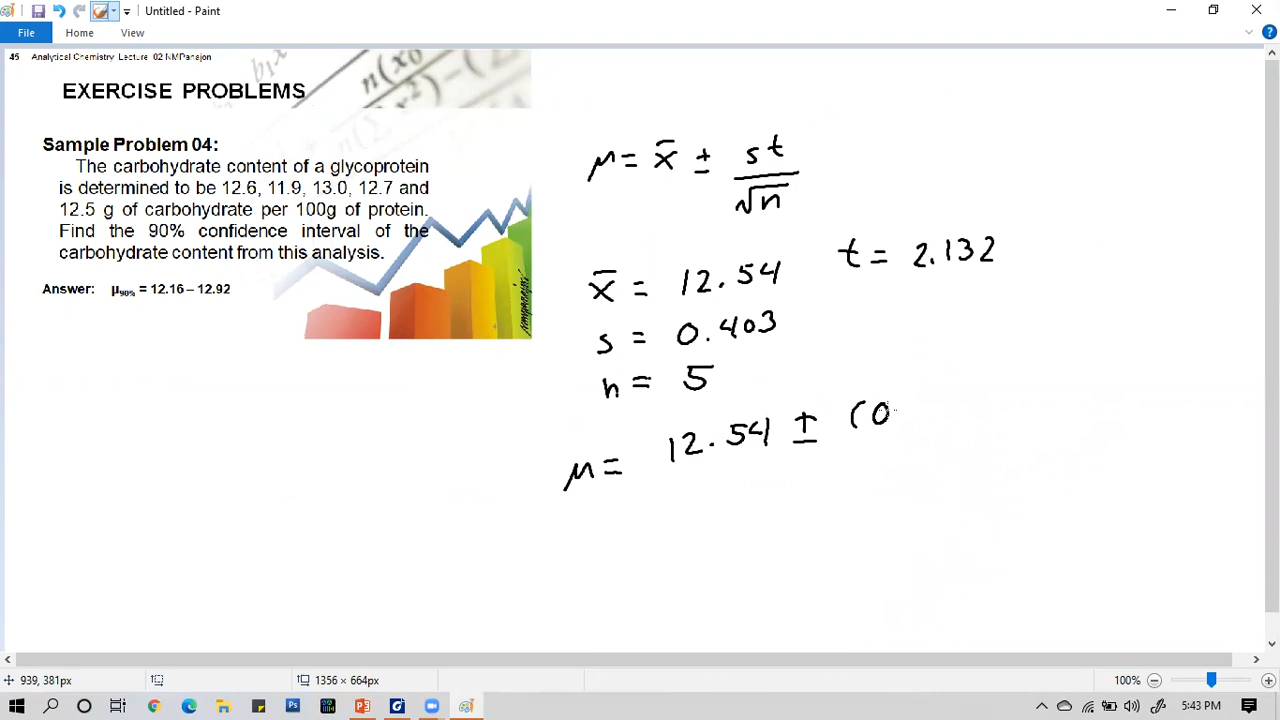 Untitled - Paint
File Home View
45 Analytical Chemistry Lecture 02 NMPanajon
EXERCISE PROBLEMS
Sample Problem 04:
The carbohydrate content of a glycoprotein
is determined to be 12.6, 11.9, 13.0, 12.7 and
12.5 g of carbohydrate per 100g of protein.
Find the 90% confidence interval of the
carbohydrate content from this analysis.
Answer: μ90% = 12.16 – 12.92
μ = x̄ ± st/√n
t = 2.132
x̄ = 12.54
s = 0.403
n = 5
μ = 12.54 ± (0
939, 381px 1356 × 664px 100%
5:43 PM